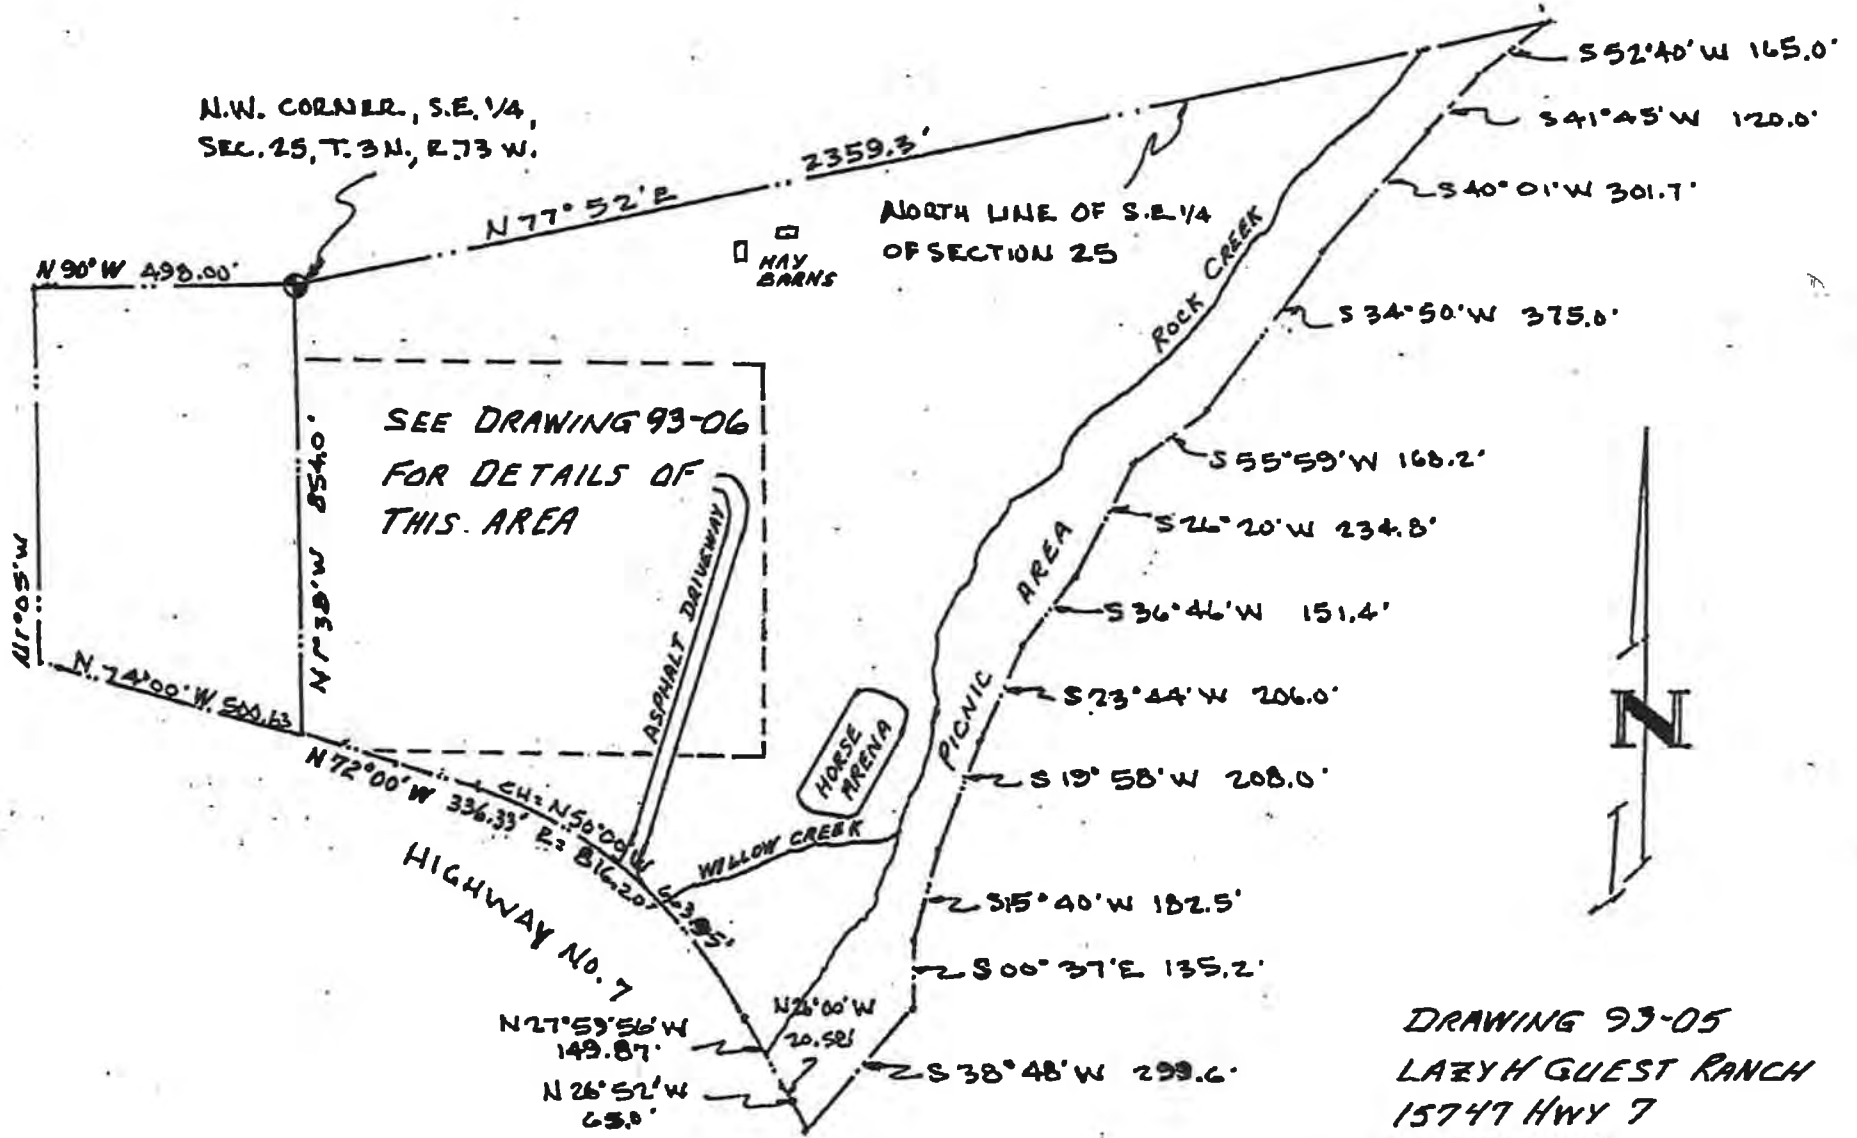 S 52°40' W 165.0'
S 41°45' W 120.0'
S 40°01' W 301.7'
N.W. CORNER, S.E. 1/4,
SEC. 25, T. 3 N., R. 73 W.
2359.3'
N 77°52' E
NORTH LINE OF S.E. 1/4
OF SECTION 25
HAY
BARNS
ROCK CREEK
N 90° W 498.00'
S 34°50' W 375.0'
SEE DRAWING 93-06
FOR DETAILS OF
THIS AREA
N 1°38' W 854.0'
N 1°05' W
S 55°59' W 168.2'
S 26°20' W 234.8'
ASPHALT DRIVEWAY
PICNIC AREA
S 36°46' W 151.4'
N 74°00' W 500.63
S 23°44' W 206.0'
HORSE
ARENA
N
S 19°58' W 208.0'
N 72°00' W 336.33'
CH= N 50°00' W
R= 816.20'
WILLOW CREEK
HIGHWAY NO. 7
S 15°40' W 182.5'
S 00°37' E 135.2'
N 27°59'56" W
149.87'
N 26°00' W
20.58'
N 26°52' W
65.0'
S 38°48' W 299.6'
DRAWING 93-05
LAZY H GUEST RANCH
15747 HWY 7